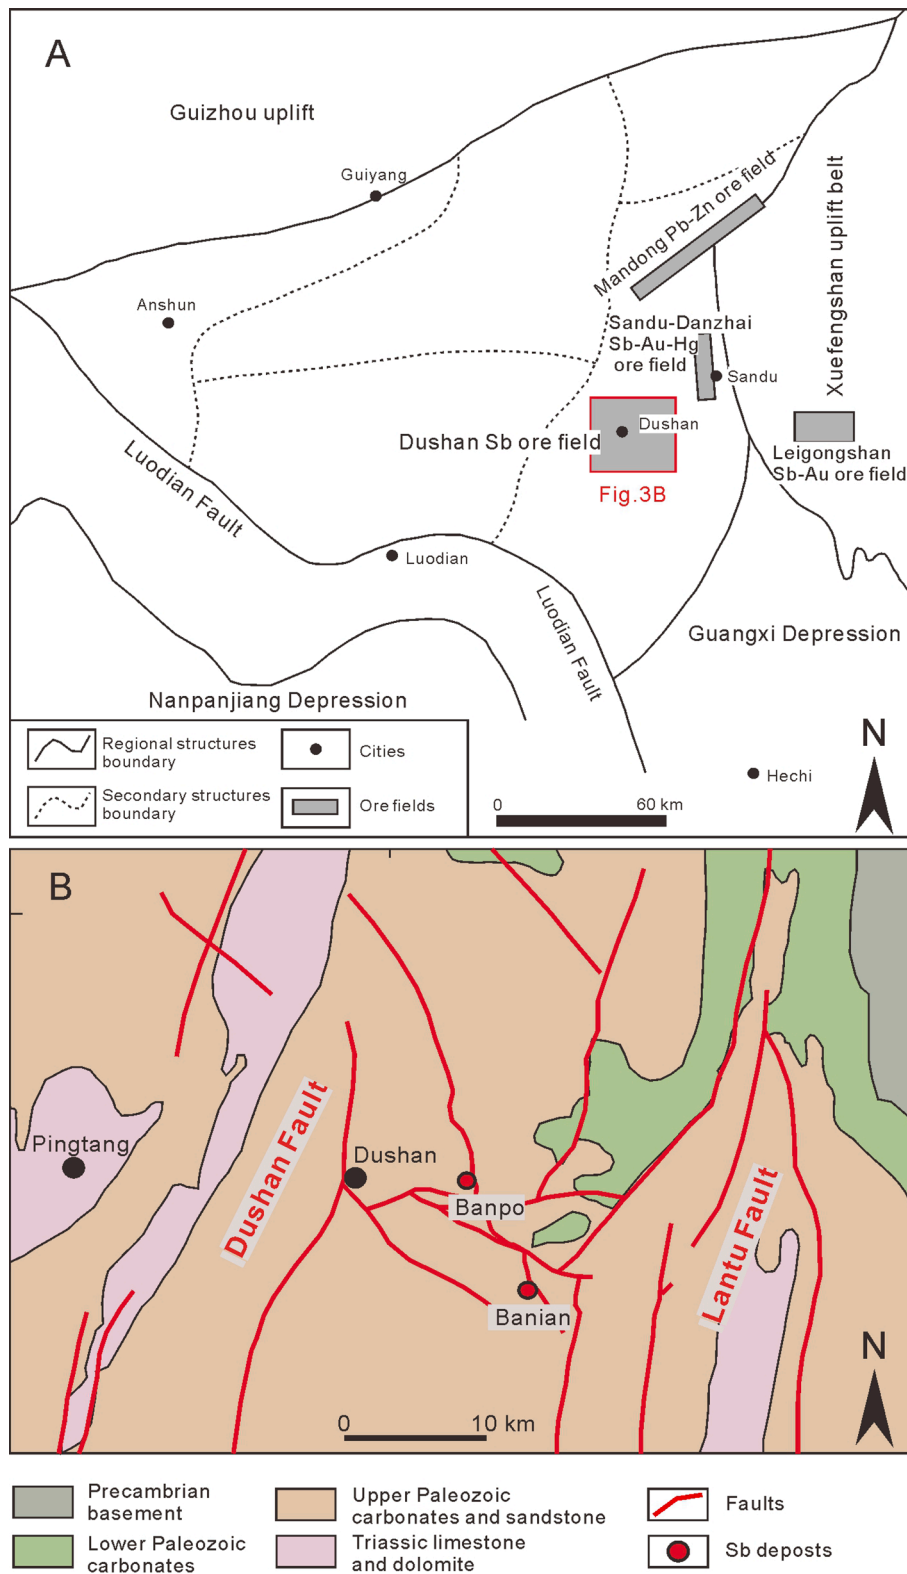 A
Guizhou uplift
Guiyang
Mandong Pb-Zn ore field
Xuefengshan uplift belt
Anshun
Sandu-Danzhai
Sb-Au-Hg
ore field
Sandu
Dushan
Dushan Sb ore field
Leigongshan
Sb-Au ore field
Fig.3B
Luodian Fault
Luodian
Luodian Fault
Guangxi Depression
Nanpanjiang Depression
Regional structures
boundary
Cities
Secondary structures
boundary
Ore fields
0
60 km
Hechi
N
B
Pingtang
Dushan Fault
Dushan
Banpo
Lantu Fault
Banian
N
0
10 km
Precambrian
basement
Upper Paleozoic
carbonates and sandstone
Faults
Lower Paleozoic
carbonates
Triassic limestone
and dolomite
Sb deposts